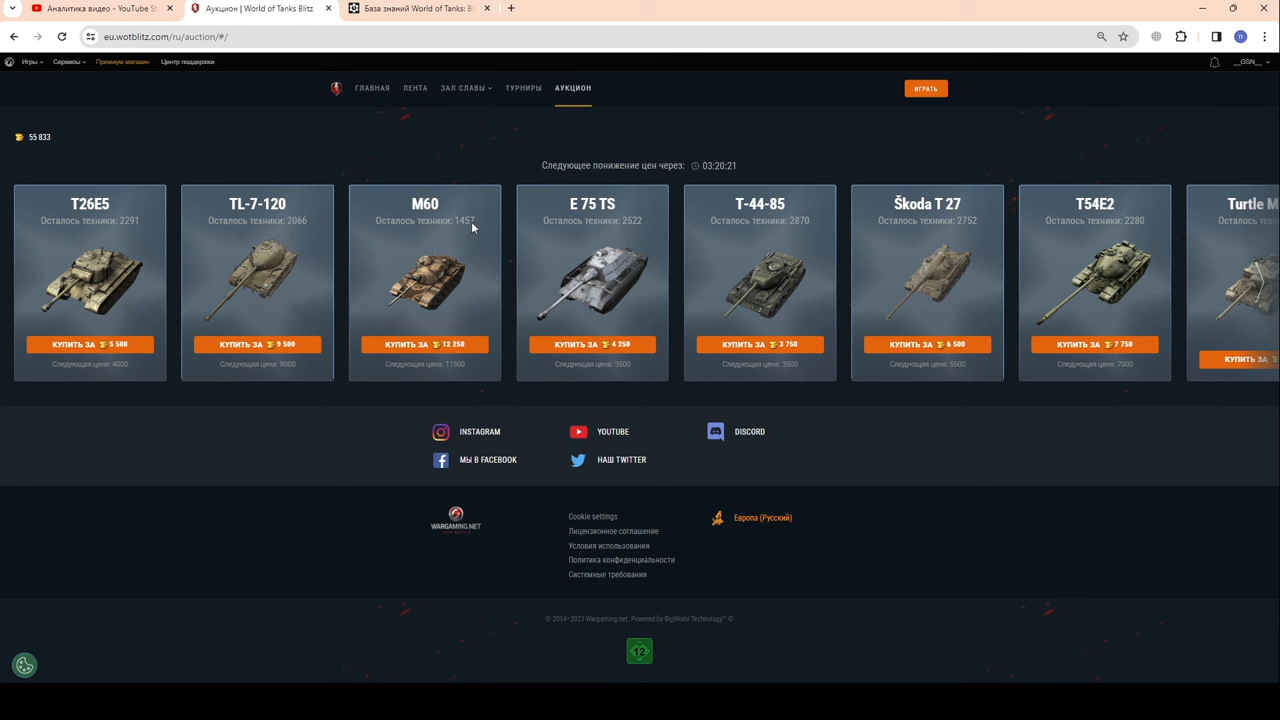 Аналитика видео - YouTube St
Аукцион | World of Tanks Blitz
База знаний World of Tanks: Bl
eu.wotblitz.com/ru/auction/#/
n
Игры Сервисы Премиум магазин Центр поддержки __GSN__
ГЛАВНАЯ ЛЕНТА ЗАЛ СЛАВЫ ТУРНИРЫ АУКЦИОН ИГРАТЬ
55 833
Следующее понижение цен через: 03:20:21
T26E5
Осталось техники: 2291
КУПИТЬ ЗА 5 500
Следующая цена: 4000
TL-7-120
Осталось техники: 2066
КУПИТЬ ЗА 9 500
Следующая цена: 9000
M60
Осталось техники: 1457
КУПИТЬ ЗА 12 250
Следующая цена: 11500
E 75 TS
Осталось техники: 2522
КУПИТЬ ЗА 4 250
Следующая цена: 3500
T-44-85
Осталось техники: 2870
КУПИТЬ ЗА 3 750
Следующая цена: 3500
Škoda T 27
Осталось техники: 2752
КУПИТЬ ЗА 6 500
Следующая цена: 5500
T54E2
Осталось техники: 2280
КУПИТЬ ЗА 7 750
Следующая цена: 7000
Turtle M
КУПИТЬ ЗА
INSTAGRAM
YOUTUBE
DISCORD
МЫ В FACEBOOK
НАШ TWITTER
WARGAMING.NET
Cookie settings
Лицензионное соглашение
Условия использования
Политика конфиденциальности
Системные требования
Европа (Русский)
© 2014–2023 Wargaming.net. Powered by BigWorld Technology™ ©
12